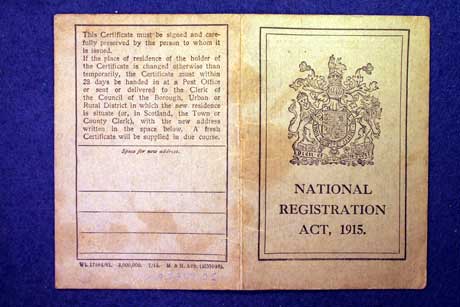 This Certificate must be signed and care-
fully preserved by the person to whom it
is issued.
If the place of residence of the holder of
the Certificate is changed otherwise than
temporarily, the Certificate must within
28 days be handed in at a Post Office
or sent or delivered to the Clerk of
the Council of the Borough, Urban or
Rural District in which the new residence
is situate (or, in Scotland, the Town or
County Clerk), with the new address
written in the space below. A fresh
Certificate will be supplied in due course.
Space for new address.
NATIONAL
REGISTRATION
ACT, 1915.